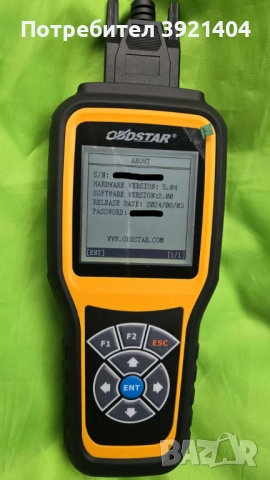 Потребител 3921404
OBDSTAR®
ABOUT
S/N:
HARDWARE VERSION: 5.04
SOFTWARE VERSION:2.00
RELEASE DATE: 2024/08/03
PASSWORD:
WWW.OBDSTAR.COM
[ENT] [1/1]
F1 F2 ESC
ENT
BAZAR